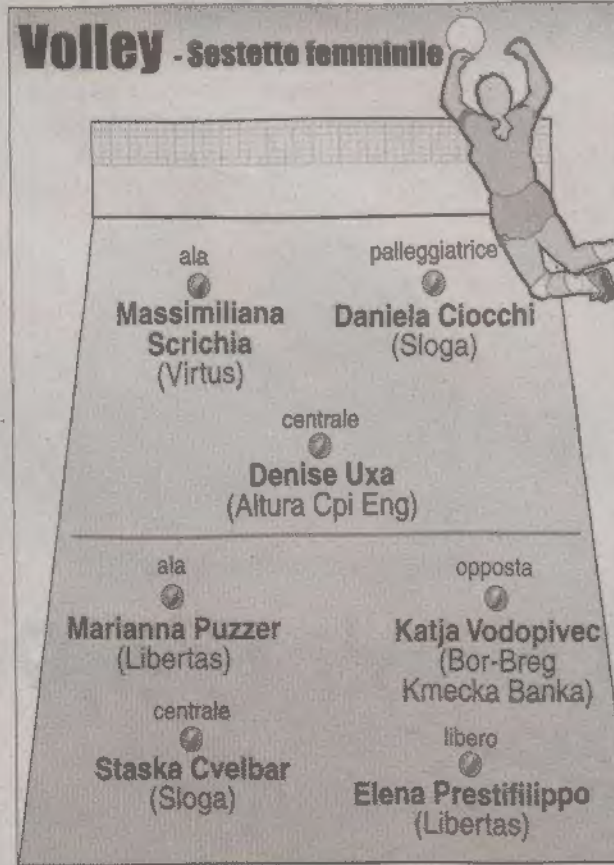 Volley - Sestetto femminile
ala
Massimiliana
Scrichia
(Virtus)
palleggiatrice
Daniela Ciocchi
(Sloga)
centrale
Denise Uxa
(Altura Cpi Eng)
ala
Marianna Puzzer
(Libertas)
opposta
Katja Vodopivec
(Bor-Breg
Kmecka Banka)
centrale
Staska Cvelbar
(Sloga)
libero
Elena Prestifilippo
(Libertas)